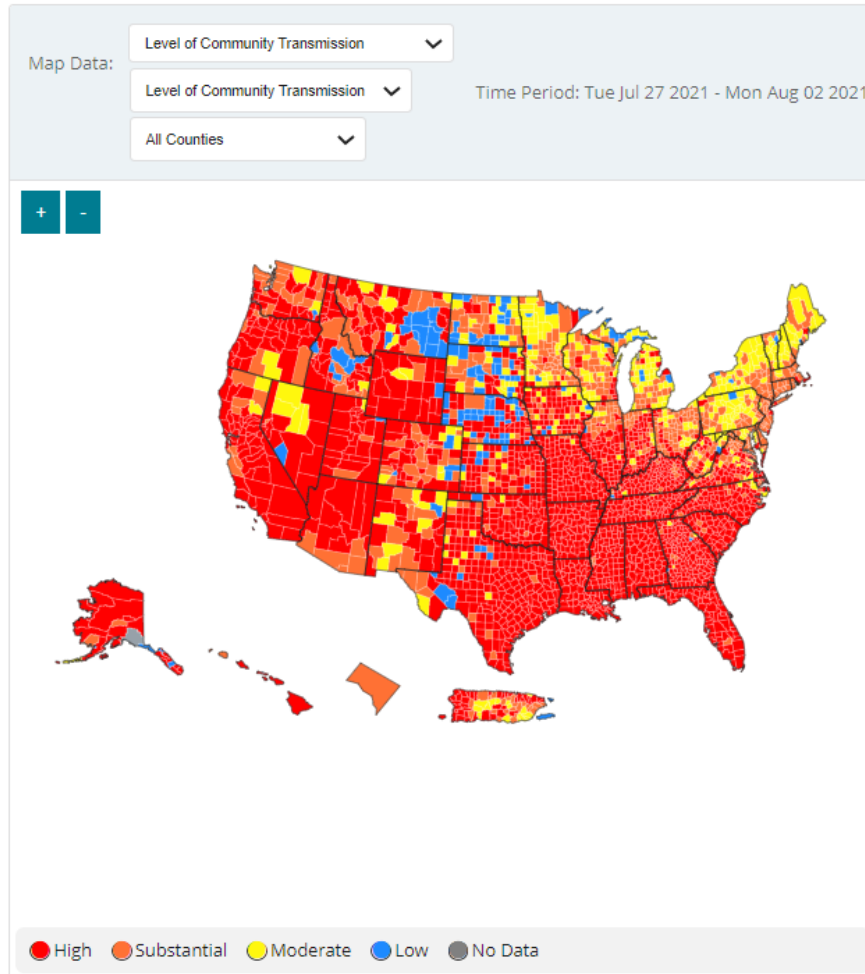 Map Data:
Level of Community Transmission
Level of Community Transmission
All Counties
Time Period: Tue Jul 27 2021 - Mon Aug 02 2021
+ -
High Substantial Moderate Low No Data